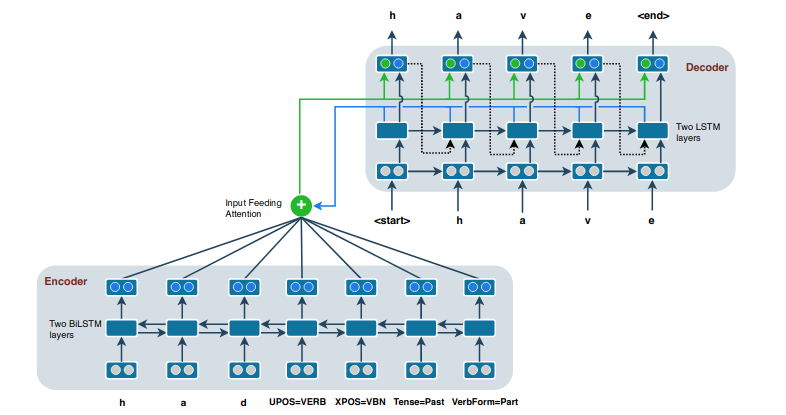 h a v e <end>
Decoder
Two LSTM
layers
Input Feeding
Attention
+
<start> h a v e
Encoder
Two BiLSTM
layers
h a d UPOS=VERB XPOS=VBN Tense=Past VerbForm=Part